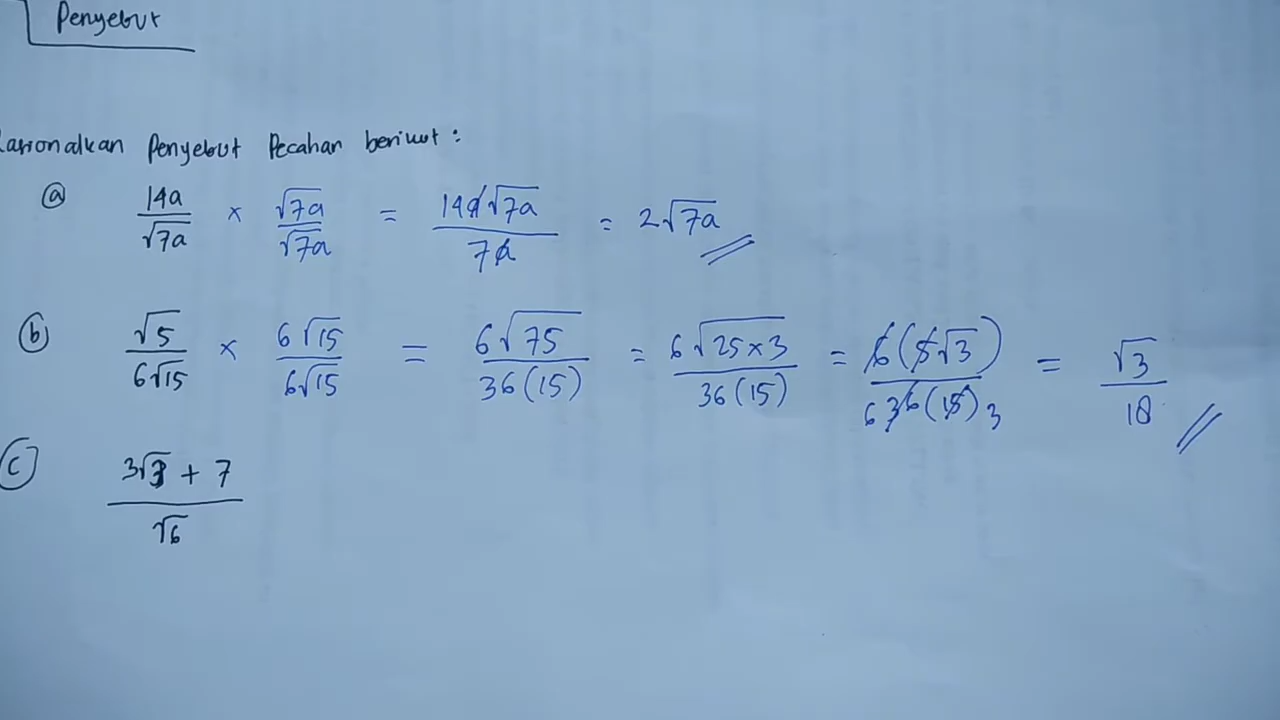 Penyebut
Rasionalkan Penyebut Pecahan berikut :
(a) 14a/√7a × √7a/√7a = 14a√7a/7a = 2√7a
(b) √5/6√15 × 6√15/6√15 = 6√75/36(15) = 6√25×3/36(15) = 6(5√3)/6 36(15) 3 = √3/18
(c) 3√3 + 7/√6